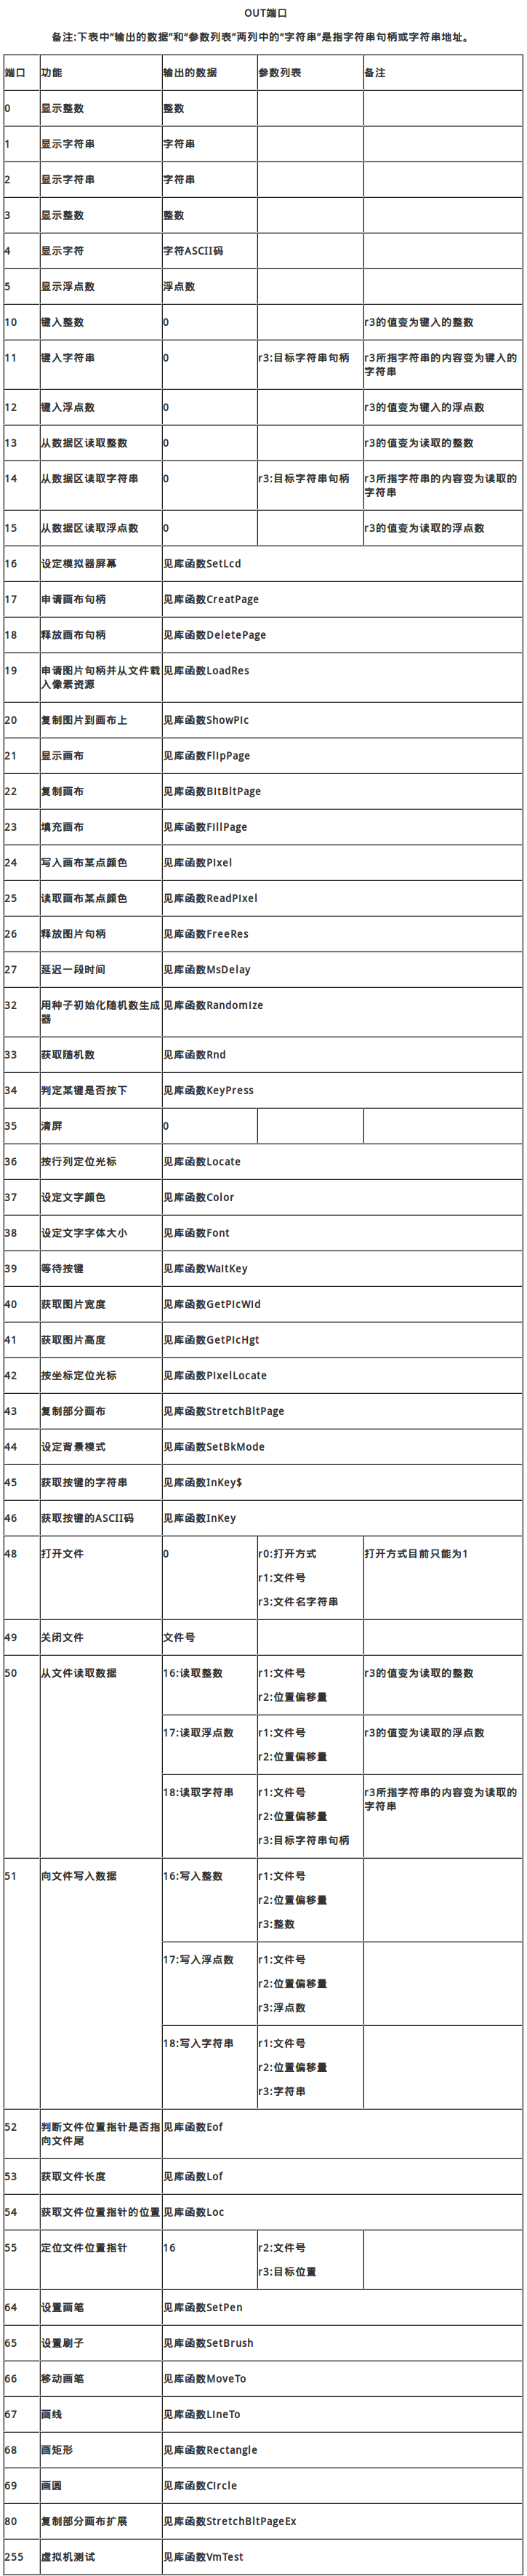 OUT端口
备注:下表中“输出的数据”和“参数列表”两列中的“字符串”是指字符串句柄或字符串地址。
端口 功能 输出的数据 参数列表 备注
0 显示整数 整数
1 显示字符串 字符串
2 显示字符串 字符串
3 显示整数 整数
4 显示字符 字符ASCII码
5 显示浮点数 浮点数
10 键入整数 0 r3的值变为键入的整数
11 键入字符串 0 r3:目标字符串句柄 r3所指字符串的内容变为键入的
字符串
12 键入浮点数 0 r3的值变为键入的浮点数
13 从数据区读取整数 0 r3的值变为读取的整数
14 从数据区读取字符串 0 r3:目标字符串句柄 r3所指字符串的内容变为读取的
字符串
15 从数据区读取浮点数 0 r3的值变为读取的浮点数
16 设定模拟器屏幕 见库函数SetLcd
17 申请画布句柄 见库函数CreatPage
18 释放画布句柄 见库函数DeletePage
19 申请图片句柄并从文件载 见库函数LoadRes
入像素资源
20 复制图片到画布上 见库函数ShowPic
21 显示画布 见库函数FlipPage
22 复制画布 见库函数BitBltPage
23 填充画布 见库函数FillPage
24 写入画布某点颜色 见库函数Pixel
25 读取画布某点颜色 见库函数ReadPixel
26 释放图片句柄 见库函数FreeRes
27 延迟一段时间 见库函数MsDelay
32 用种子初始化随机数生成 见库函数Randomize
器
33 获取随机数 见库函数Rnd
34 判定某键是否按下 见库函数KeyPress
35 清屏 0
36 按行列定位光标 见库函数Locate
37 设定文字颜色 见库函数Color
38 设定文字字体大小 见库函数Font
39 等待按键 见库函数WaitKey
40 获取图片宽度 见库函数GetPicWid
41 获取图片高度 见库函数GetPicHgt
42 按坐标定位光标 见库函数PixelLocate
43 复制部分画布 见库函数StretchBltPage
44 设定背景模式 见库函数SetBkMode
45 获取按键的字符串 见库函数InKey$
46 获取按键的ASCII码 见库函数InKey
48 打开文件 0 r0:打开方式 打开方式目前只能为1
r1:文件号
r3:文件名字符串
49 关闭文件 文件号
50 从文件读取数据 16:读取整数 r1:文件号 r3的值变为读取的整数
r2:位置偏移量
17:读取浮点数 r1:文件号 r3的值变为读取的浮点数
r2:位置偏移量
18:读取字符串 r1:文件号 r3所指字符串的内容变为读取的
字符串
r2:位置偏移量
r3:目标字符串句柄
51 向文件写入数据 16:写入整数 r1:文件号
r2:位置偏移量
r3:整数
17:写入浮点数 r1:文件号
r2:位置偏移量
r3:浮点数
18:写入字符串 r1:文件号
r2:位置偏移量
r3:字符串
52 判断文件位置指针是否指 见库函数Eof
向文件尾
53 获取文件长度 见库函数Lof
54 获取文件位置指针的位置 见库函数Loc
55 定位文件位置指针 16 r2:文件号
r3:目标位置
64 设置画笔 见库函数SetPen
65 设置刷子 见库函数SetBrush
66 移动画笔 见库函数MoveTo
67 画线 见库函数LineTo
68 画矩形 见库函数Rectangle
69 画圆 见库函数Circle
80 复制部分画布扩展 见库函数StretchBltPageEx
255 虚拟机测试 见库函数VmTest